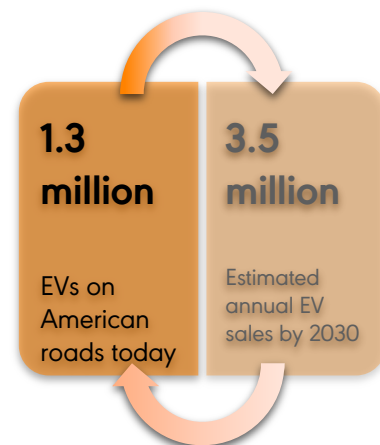 1.3
million
EVs on
American
roads today
3.5
million
Estimated
annual EV
sales by 2030